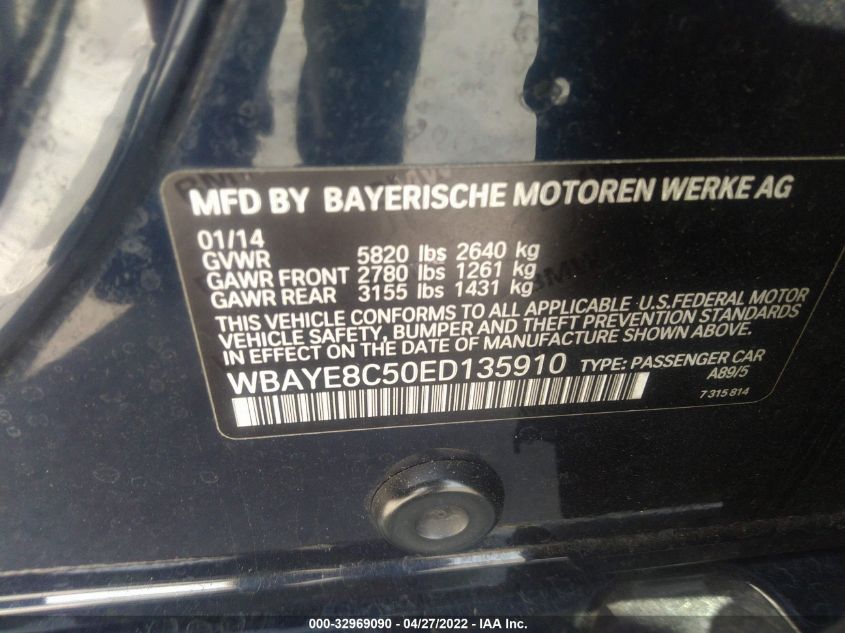 MFD BY BAYERISCHE MOTOREN WERKE AG
01/14
GVWR 5820 lbs 2640 kg
GAWR FRONT 2780 lbs 1261 kg
GAWR REAR 3155 lbs 1431 kg
THIS VEHICLE CONFORMS TO ALL APPLICABLE U.S.FEDERAL MOTOR
VEHICLE SAFETY, BUMPER AND THEFT PREVENTION STANDARDS
IN EFFECT ON THE DATE OF MANUFACTURE SHOWN ABOVE.
WBAYE8C50ED135910 TYPE: PASSENGER CAR
A89/5
7 315 814
000-32969090 - 04/27/2022 - IAA Inc.